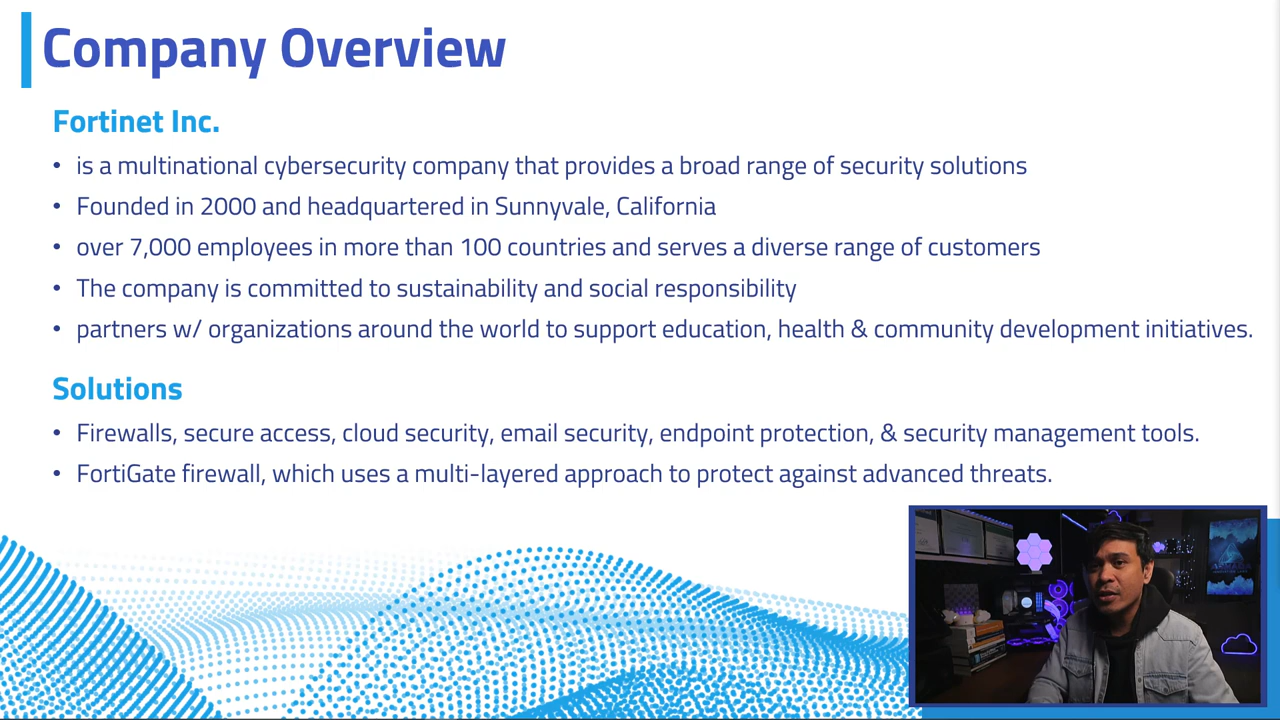 Company Overview
Fortinet Inc.
• is a multinational cybersecurity company that provides a broad range of security solutions
• Founded in 2000 and headquartered in Sunnyvale, California
• over 7,000 employees in more than 100 countries and serves a diverse range of customers
• The company is committed to sustainability and social responsibility
• partners w/ organizations around the world to support education, health & community development initiatives.
Solutions
• Firewalls, secure access, cloud security, email security, endpoint protection, & security management tools.
• FortiGate firewall, which uses a multi-layered approach to protect against advanced threats.